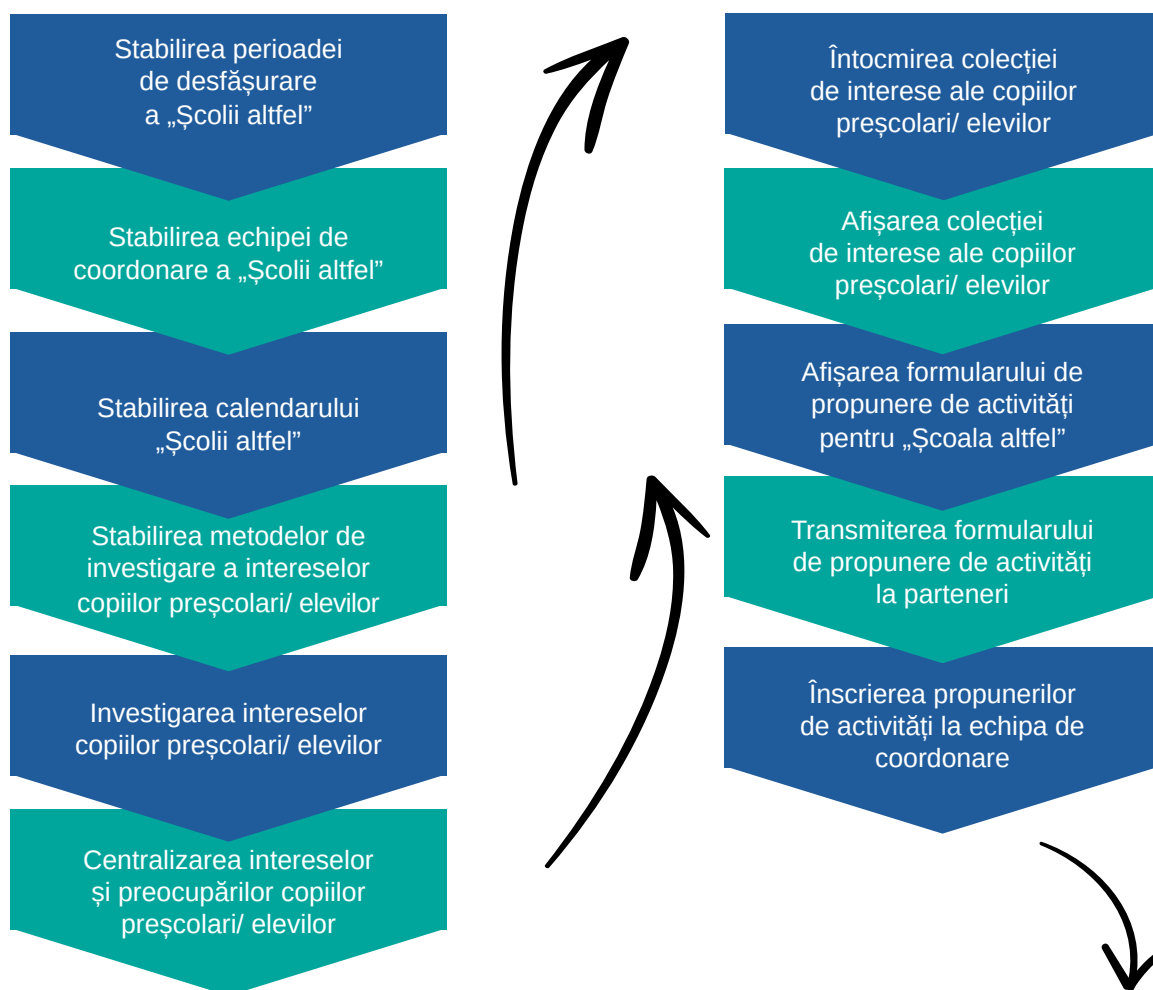 Stabilirea perioadei
de desfășurare
a „Școlii altfel”
Stabilirea echipei de
coordonare a „Școlii altfel”
Stabilirea calendarului
„Școlii altfel”
Stabilirea metodelor de
investigare a intereselor
copiilor preșcolari/ elevilor
Investigarea intereselor
copiilor preșcolari/ elevilor
Centralizarea intereselor
și preocupărilor copiilor
preșcolari/ elevilor
Întocmirea colecției
de interese ale copiilor
preșcolari/ elevilor
Afișarea colecției
de interese ale copiilor
preșcolari/ elevilor
Afișarea formularului de
propunere de activități
pentru „Școala altfel”
Transmiterea formularului
de propunere de activități
la parteneri
Înscrierea propunerilor
de activități la echipa de
coordonare